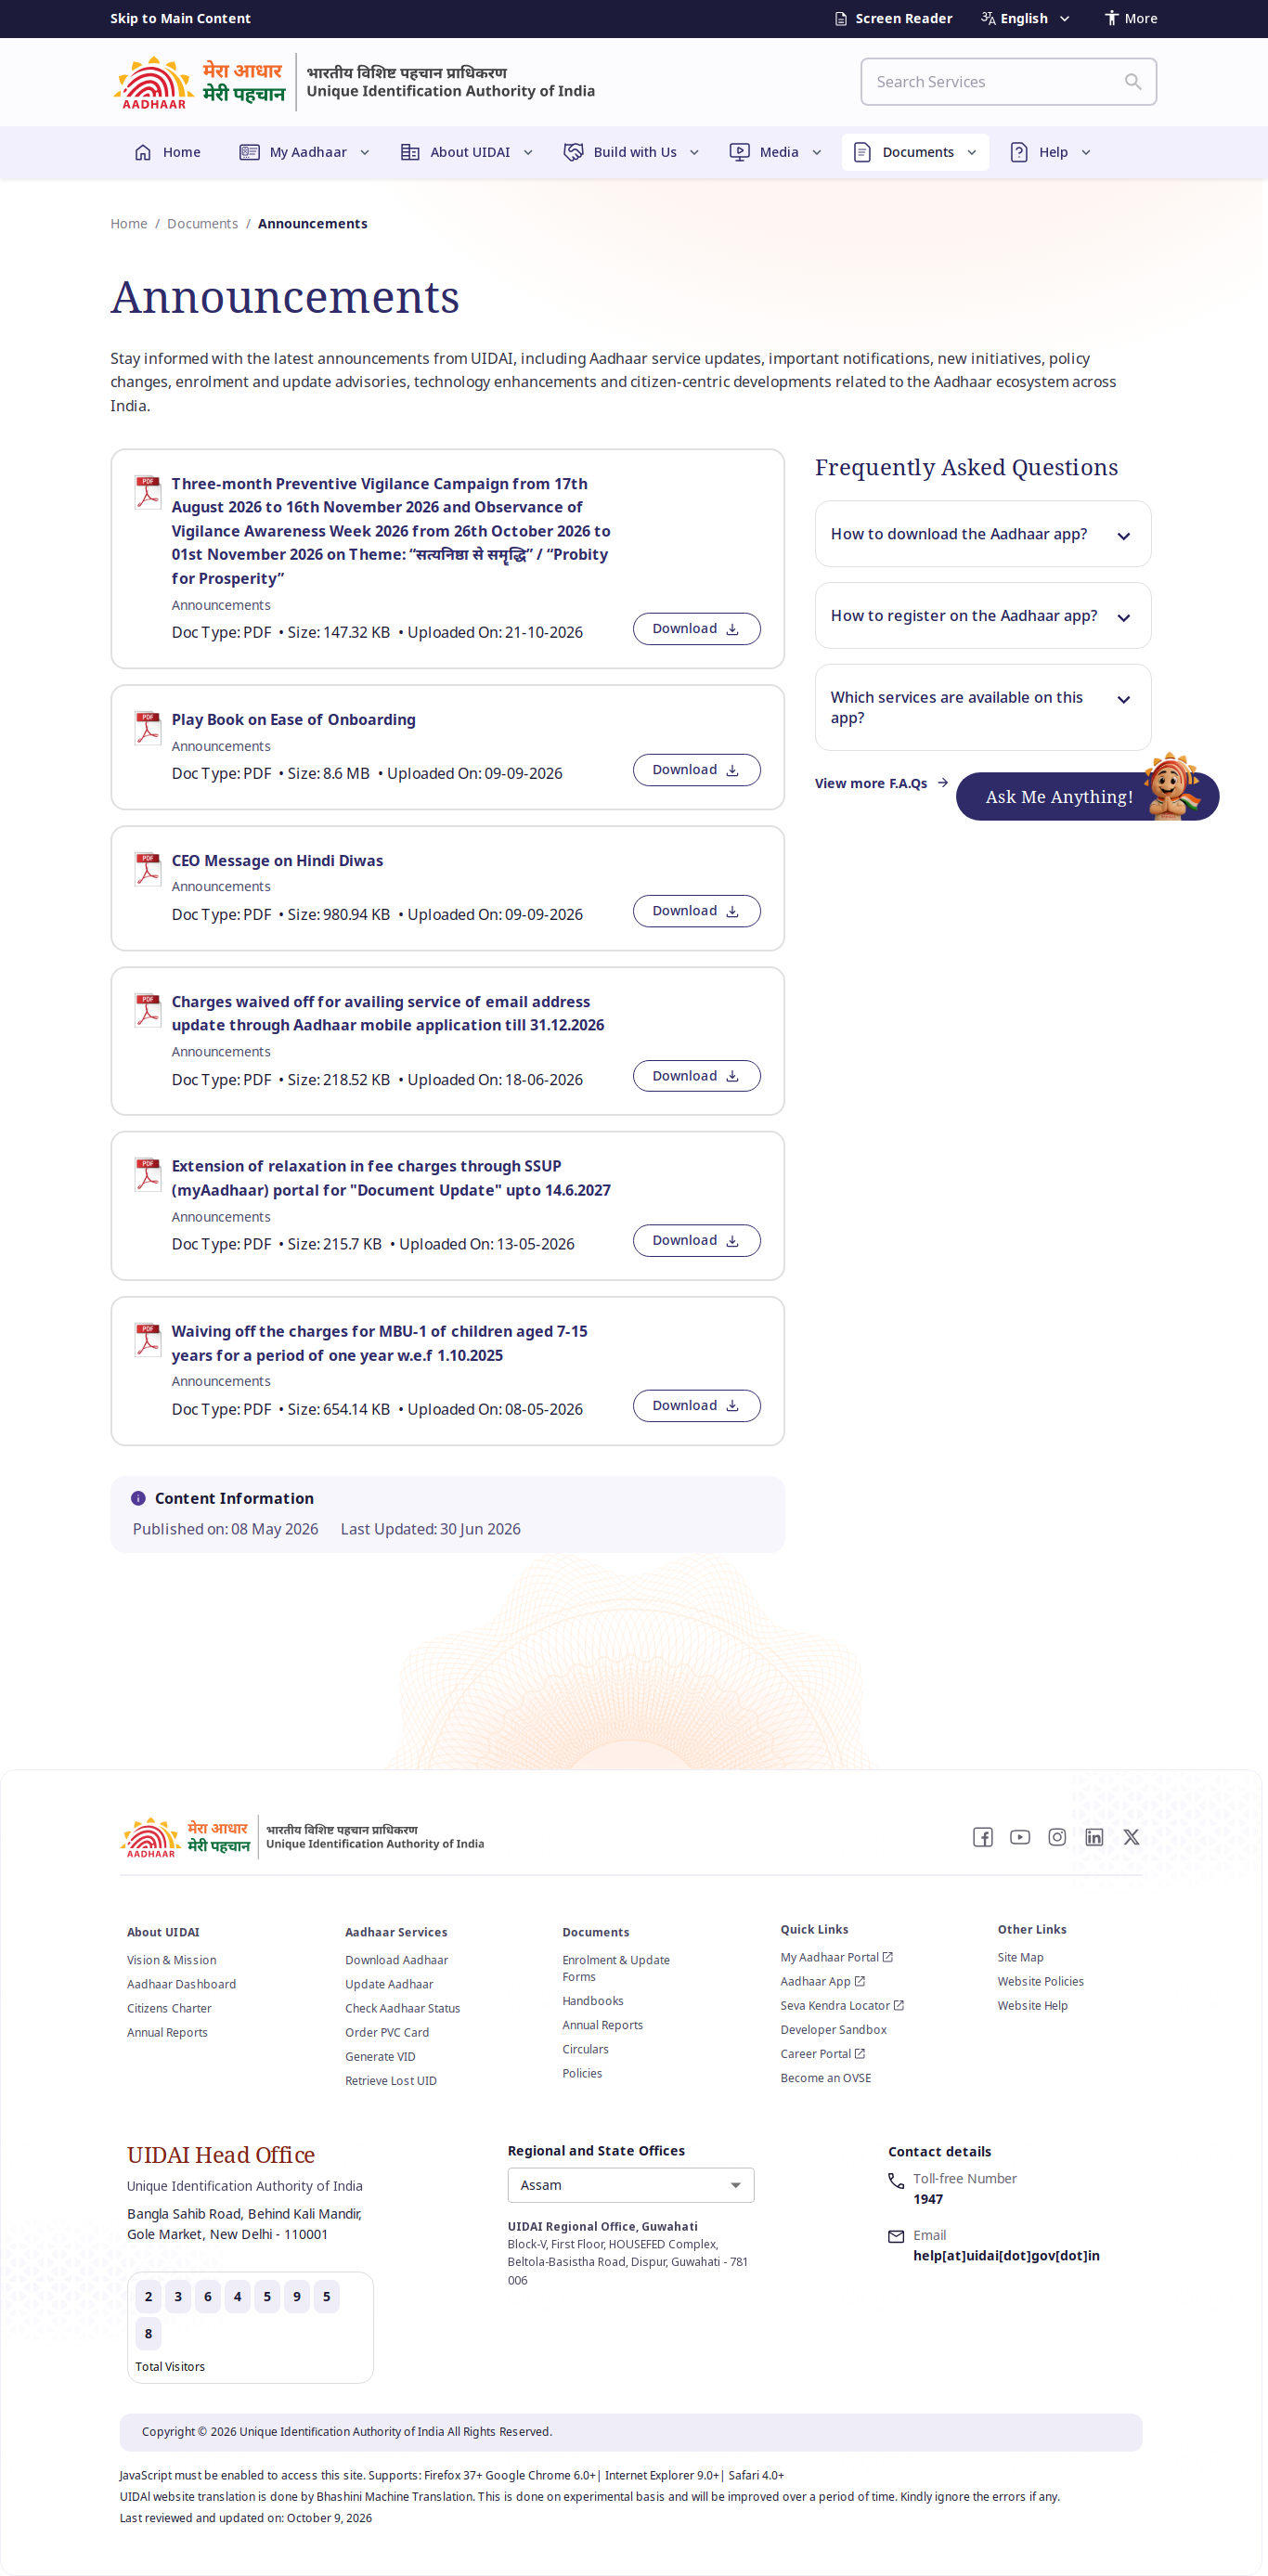 Skip to Main Content
Screen Reader
English
More
मेरा आधार
मेरी पहचान
AADHAAR
भारतीय विशिष्ट पहचान प्राधिकरण
Unique Identification Authority of India
Search Services
Home
My Aadhaar
About UIDAI
Build with Us
Media
Documents
Help
Home / Documents / Announcements
Announcements
Stay informed with the latest announcements from UIDAI, including Aadhaar service updates, important notifications, new initiatives, policy
changes, enrolment and update advisories, technology enhancements and citizen-centric developments related to the Aadhaar ecosystem across
India.
PDF
Three-month Preventive Vigilance Campaign from 17th
August 2026 to 16th November 2026 and Observance of
Vigilance Awareness Week 2026 from 26th October 2026 to
01st November 2026 on Theme: “सत्यनिष्ठा से समृद्धि” / “Probity
for Prosperity”
Announcements
Doc Type: PDF • Size: 147.32 KB • Uploaded On: 21-10-2026
Download
PDF
Play Book on Ease of Onboarding
Announcements
Doc Type: PDF • Size: 8.6 MB • Uploaded On: 09-09-2026
Download
PDF
CEO Message on Hindi Diwas
Announcements
Doc Type: PDF • Size: 980.94 KB • Uploaded On: 09-09-2026
Download
PDF
Charges waived off for availing service of email address
update through Aadhaar mobile application till 31.12.2026
Announcements
Doc Type: PDF • Size: 218.52 KB • Uploaded On: 18-06-2026
Download
PDF
Extension of relaxation in fee charges through SSUP
(myAadhaar) portal for "Document Update" upto 14.6.2027
Announcements
Doc Type: PDF • Size: 215.7 KB • Uploaded On: 13-05-2026
Download
PDF
Waiving off the charges for MBU-1 of children aged 7-15
years for a period of one year w.e.f 1.10.2025
Announcements
Doc Type: PDF • Size: 654.14 KB • Uploaded On: 08-05-2026
Download
Content Information
Published on: 08 May 2026 Last Updated: 30 Jun 2026
Frequently Asked Questions
How to download the Aadhaar app?
How to register on the Aadhaar app?
Which services are available on this
app?
View more F.A.Qs
Ask Me Anything!
मेरा आधार
मेरी पहचान
AADHAAR
भारतीय विशिष्ट पहचान प्राधिकरण
Unique Identification Authority of India
About UIDAI
Vision & Mission
Aadhaar Dashboard
Citizens Charter
Annual Reports
Aadhaar Services
Download Aadhaar
Update Aadhaar
Check Aadhaar Status
Order PVC Card
Generate VID
Retrieve Lost UID
Documents
Enrolment & Update
Forms
Handbooks
Annual Reports
Circulars
Policies
Quick Links
My Aadhaar Portal
Aadhaar App
Seva Kendra Locator
Developer Sandbox
Career Portal
Become an OVSE
Other Links
Site Map
Website Policies
Website Help
UIDAI Head Office
Unique Identification Authority of India
Bangla Sahib Road, Behind Kali Mandir,
Gole Market, New Delhi - 110001
2 3 6 4 5 9 5
8
Total Visitors
Regional and State Offices
Assam
UIDAI Regional Office, Guwahati
Block-V, First Floor, HOUSEFED Complex,
Beltola-Basistha Road, Dispur, Guwahati - 781
006
Contact details
Toll-free Number
1947
Email
help[at]uidai[dot]gov[dot]in
Copyright © 2026 Unique Identification Authority of India All Rights Reserved.
JavaScript must be enabled to access this site. Supports: Firefox 37+ Google Chrome 6.0+| Internet Explorer 9.0+| Safari 4.0+
UIDAI website translation is done by Bhashini Machine Translation. This is done on experimental basis and will be improved over a period of time. Kindly ignore the errors if any.
Last reviewed and updated on: October 9, 2026